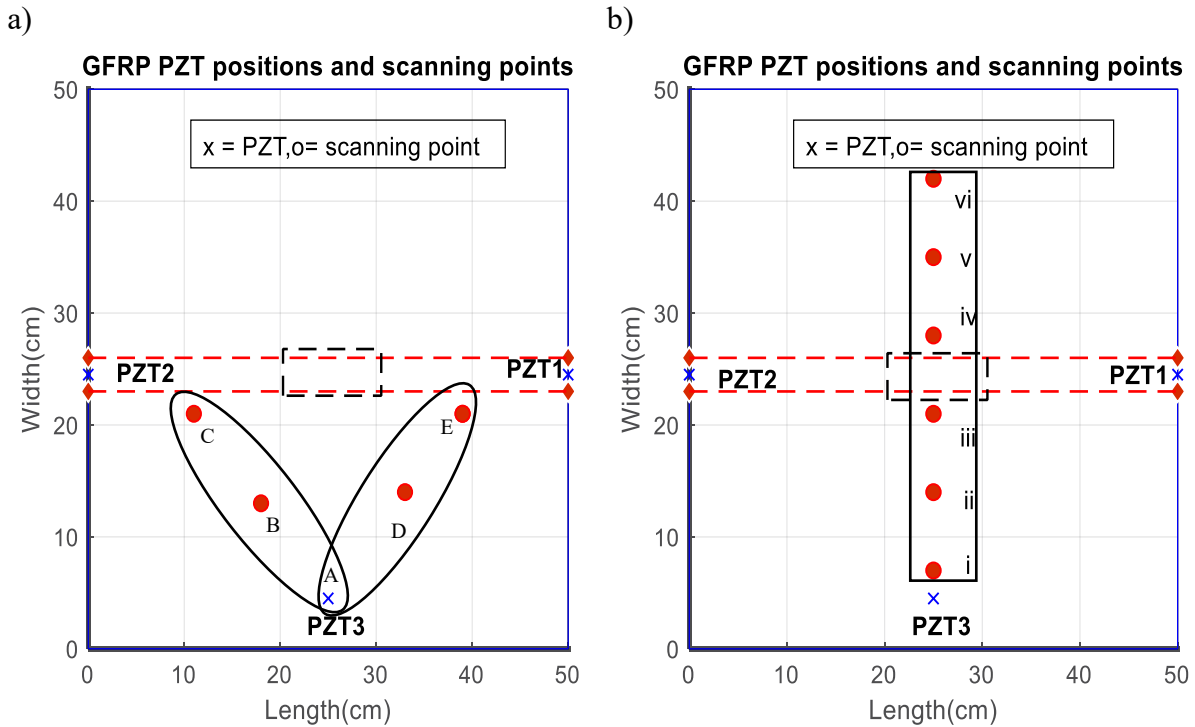 a)
GFRP PZT positions and scanning points
50
40
30
20
10
0
Width(cm)
x = PZT,o= scanning point
PZT2
PZT1
C
E
B
D
A
PZT3
0
10
20
30
40
50
Length(cm)
b)
GFRP PZT positions and scanning points
50
40
30
20
10
0
Width(cm)
x = PZT,o= scanning point
vi
v
iv
PZT2
PZT1
iii
ii
i
PZT3
0
10
20
30
40
50
Length(cm)